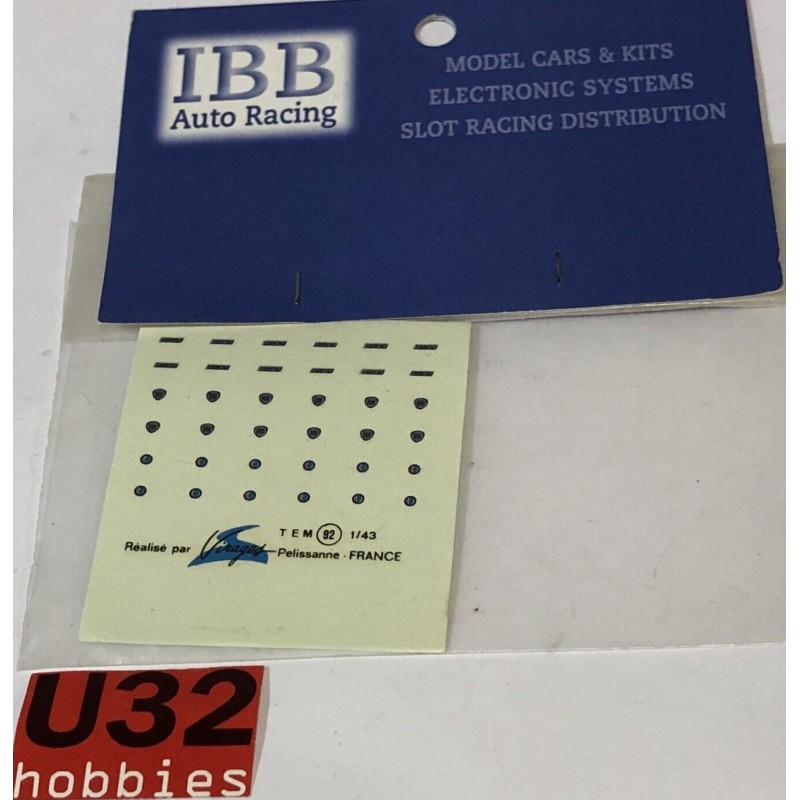 IBB
Auto Racing
MODEL CARS & KITS
ELECTRONIC SYSTEMS
SLOT RACING DISTRIBUTION
TEM 92 1/43
Réalisé par Virages Pelissanne - FRANCE
U32
hobbies